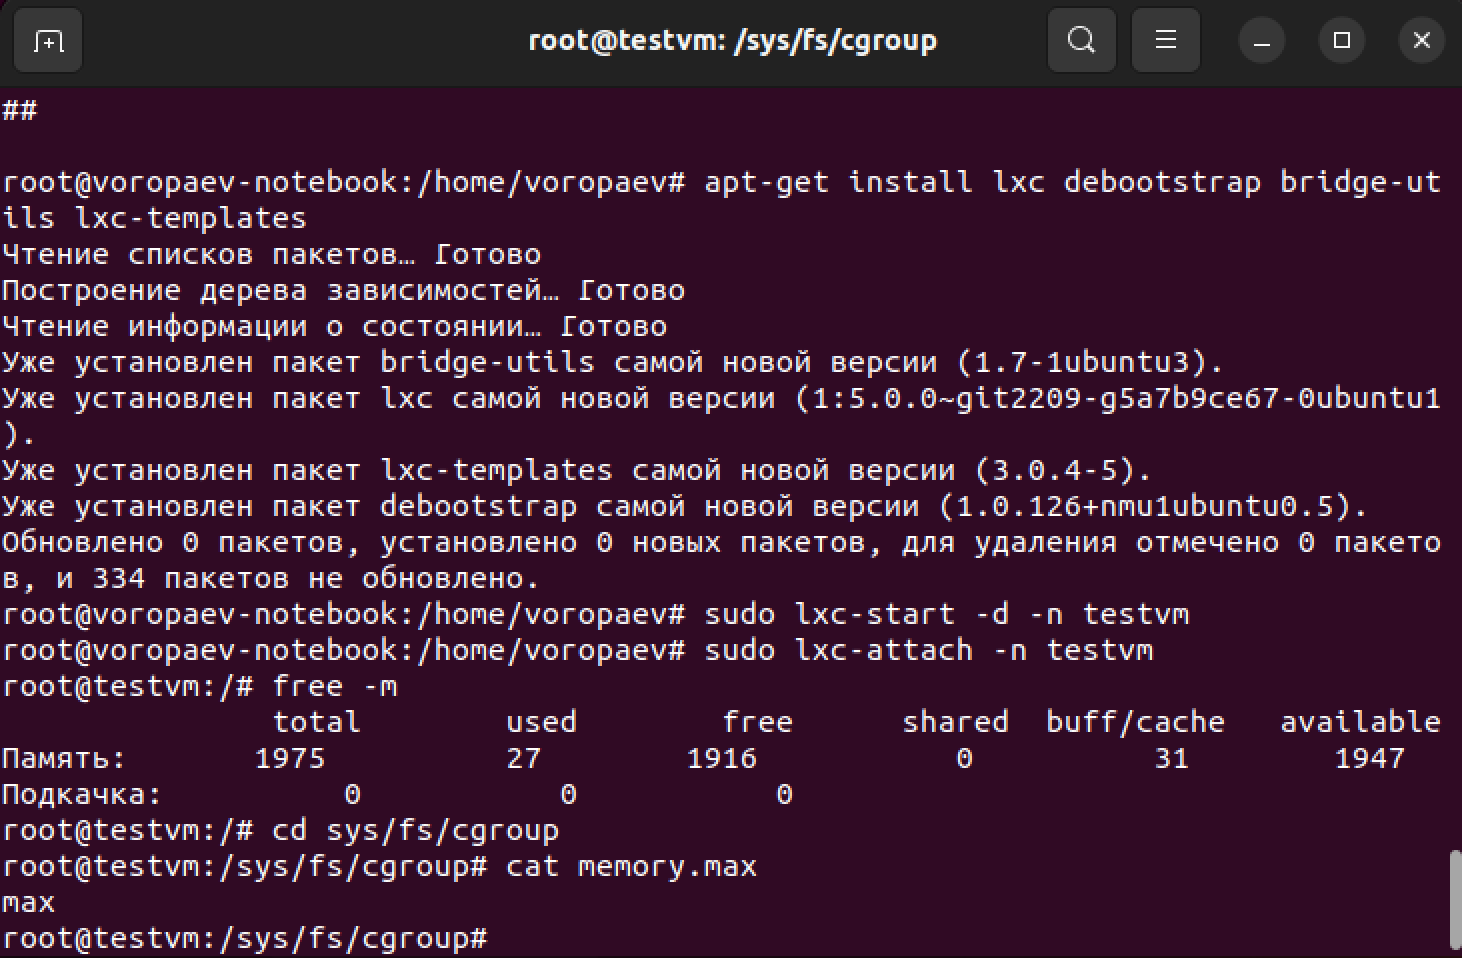 root@testvm: /sys/fs/cgroup
##
root@voropaev-notebook:/home/voropaev# apt-get install lxc debootstrap bridge-ut
ils lxc-templates
Чтение списков пакетов… Готово
Построение дерева зависимостей… Готово
Чтение информации о состоянии… Готово
Уже установлен пакет bridge-utils самой новой версии (1.7-1ubuntu3).
Уже установлен пакет lxc самой новой версии (1:5.0.0~git2209-g5a7b9ce67-0ubuntu1
).
Уже установлен пакет lxc-templates самой новой версии (3.0.4-5).
Уже установлен пакет debootstrap самой новой версии (1.0.126+nmu1ubuntu0.5).
Обновлено 0 пакетов, установлено 0 новых пакетов, для удаления отмечено 0 пакето
в, и 334 пакетов не обновлено.
root@voropaev-notebook:/home/voropaev# sudo lxc-start -d -n testvm
root@voropaev-notebook:/home/voropaev# sudo lxc-attach -n testvm
root@testvm:/# free -m
total used free shared buff/cache available
Память: 1975 27 1916 0 31 1947
Подкачка: 0 0 0
root@testvm:/# cd sys/fs/cgroup
root@testvm:/sys/fs/cgroup# cat memory.max
max
root@testvm:/sys/fs/cgroup#